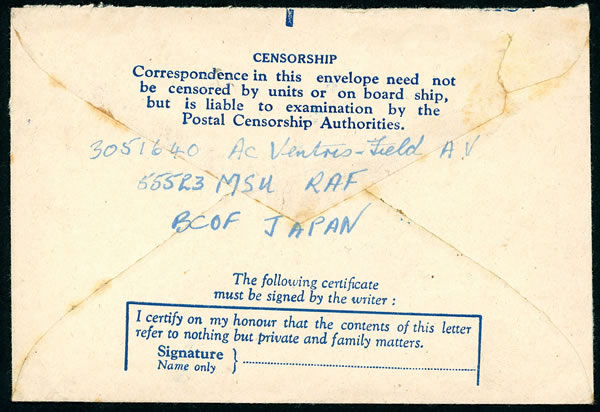 CENSORSHIP
Correspondence in this envelope need not
be censored by units or on board ship,
but is liable to examination by the
Postal Censorship Authorities.
3051640 AC Ventris-Field A V
55523 MSU RAF
BCOF JAPAN
The following certificate
must be signed by the writer :
I certify on my honour that the contents of this letter
refer to nothing but private and family matters.
Signature
Name only